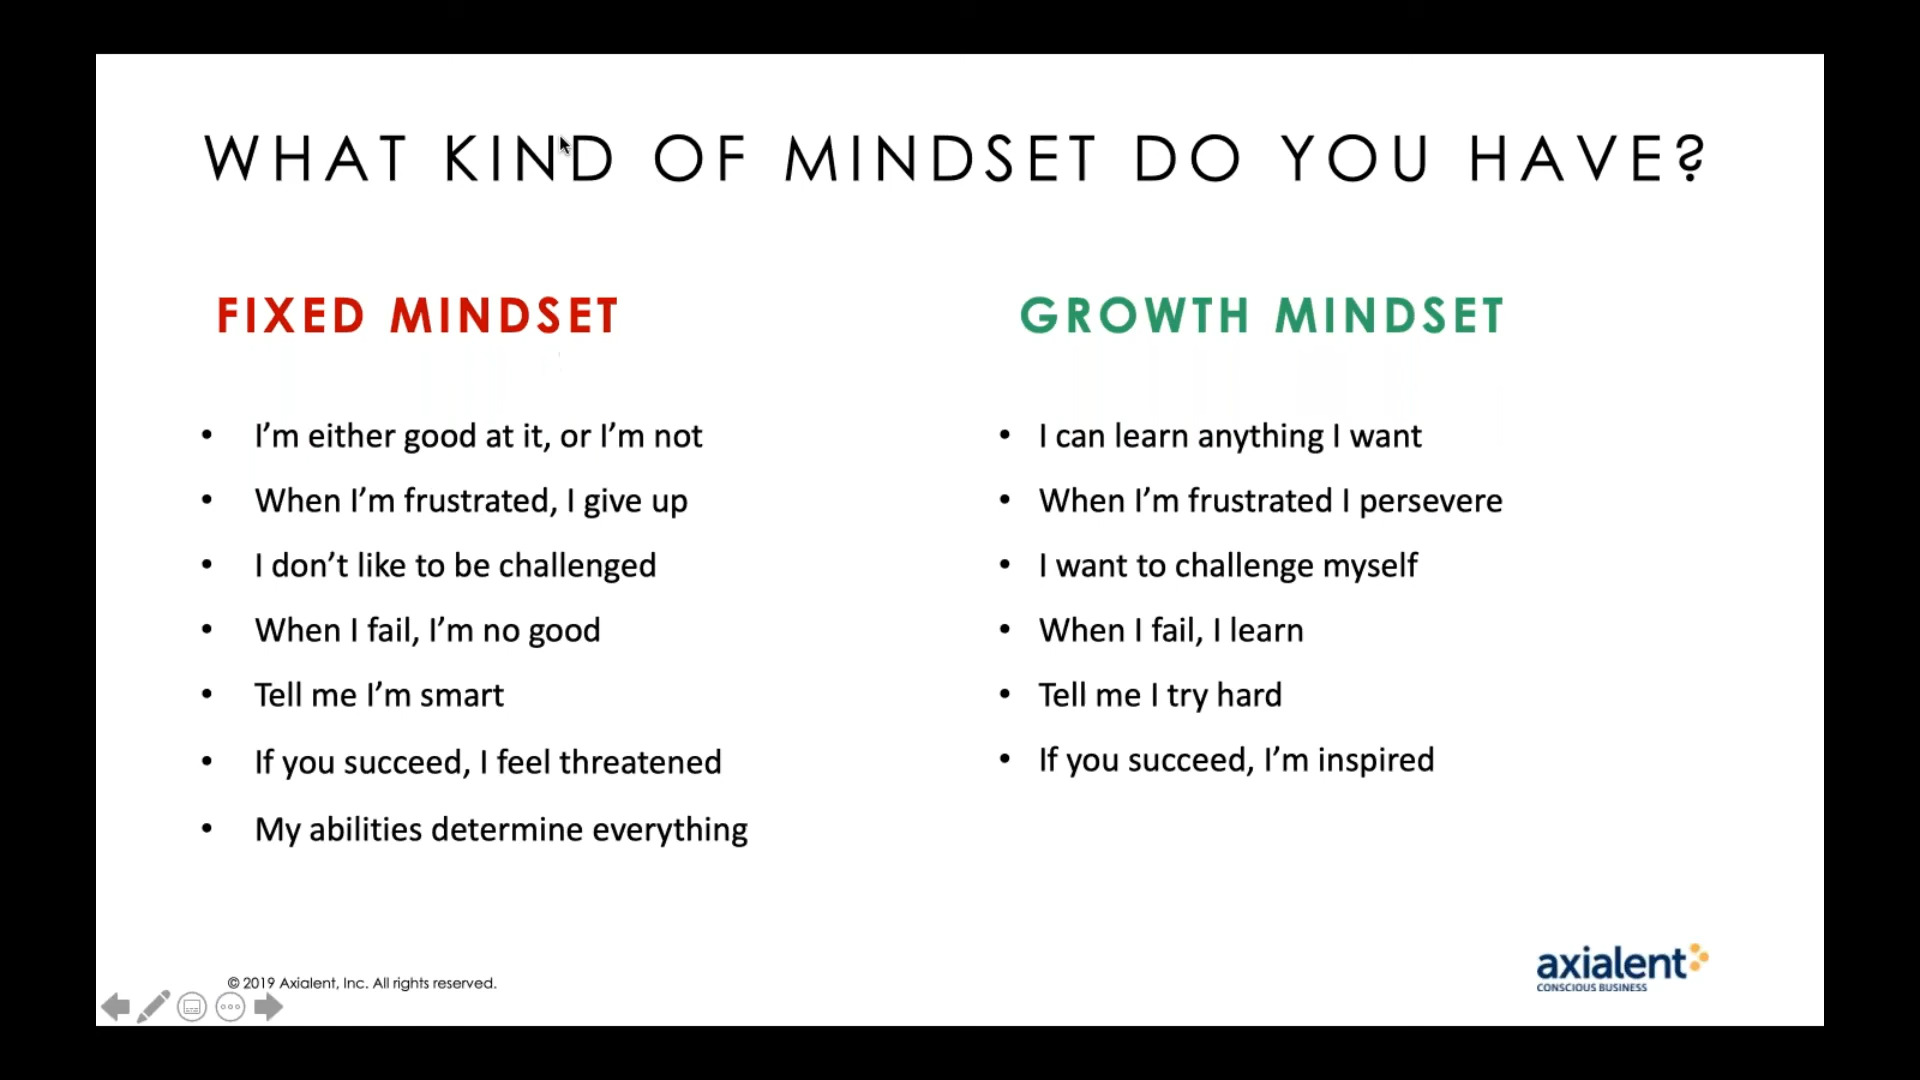 WHAT KIND OF MINDSET DO YOU HAVE?
FIXED MINDSET
• I’m either good at it, or I’m not
• When I’m frustrated, I give up
• I don’t like to be challenged
• When I fail, I’m no good
• Tell me I’m smart
• If you succeed, I feel threatened
• My abilities determine everything
GROWTH MINDSET
• I can learn anything I want
• When I’m frustrated I persevere
• I want to challenge myself
• When I fail, I learn
• Tell me I try hard
• If you succeed, I’m inspired
© 2019 Axialent, Inc. All rights reserved.
axialent
CONSCIOUS BUSINESS